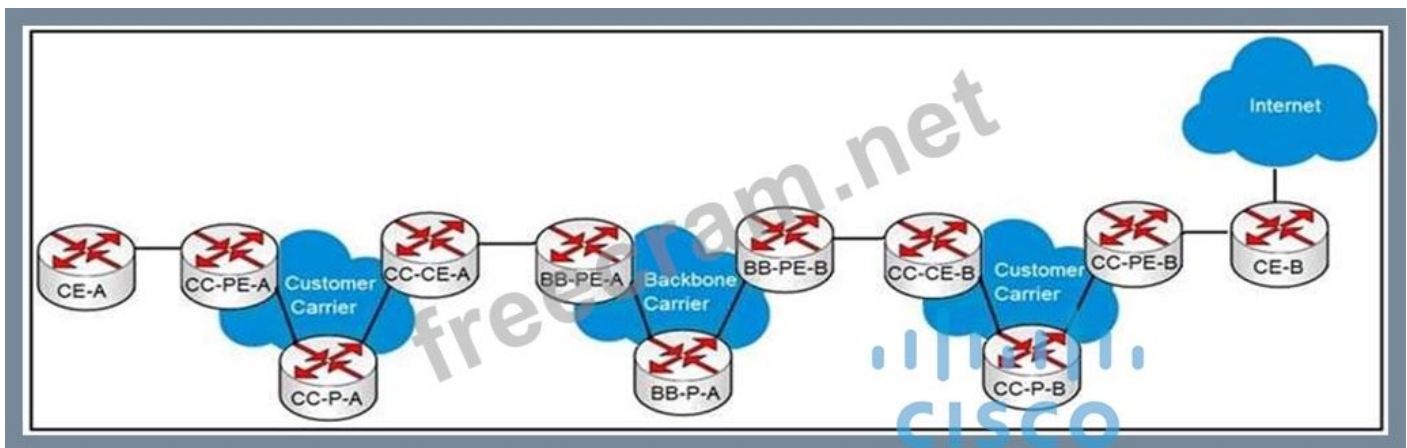 Internet
CE-A
CC-PE-A
Customer
Carrier
CC-CE-A
BB-PE-A
Backbone
Carrier
BB-PE-B
CC-CE-B
Customer
Carrier
CC-PE-B
CE-B
CC-P-A
BB-P-A
CC-P-B
freeexam.net
CISCO